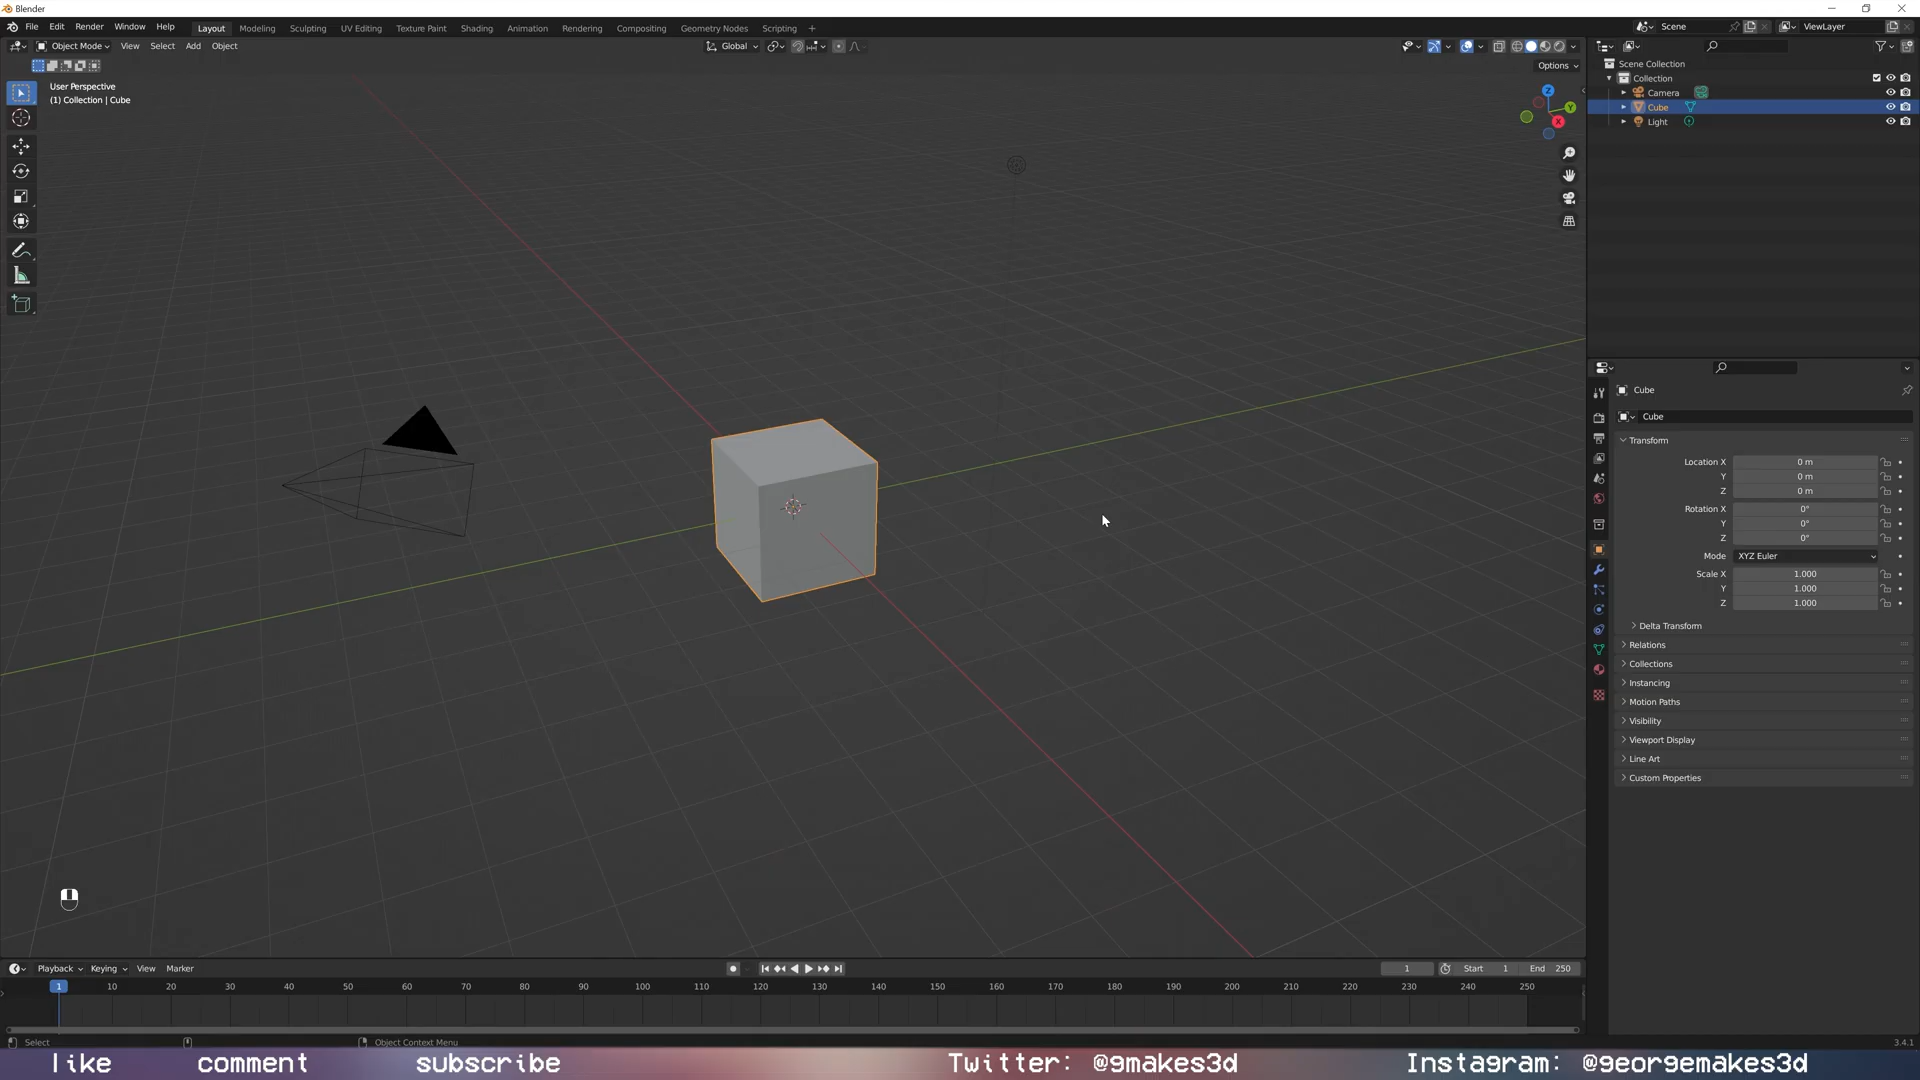 Blender
File Edit Render Window Help Layout Modeling Sculpting UV Editing Texture Paint Shading Animation Rendering Compositing Geometry Nodes Scripting + Scene ViewLayer
Object Mode View Select Add Object Global
Options
User Perspective
(1) Collection | Cube
Z
Y
X
Scene Collection
Collection
Camera
Cube
Light
Cube
Cube
Transform
Location X 0 m
Y 0 m
Z 0 m
Rotation X 0°
Y 0°
Z 0°
Mode XYZ Euler
Scale X 1.000
Y 1.000
Z 1.000
Delta Transform
Relations
Collections
Instancing
Motion Paths
Visibility
Viewport Display
Line Art
Custom Properties
Playback Keying View Marker 1 Start 1 End 250
1 10 20 30 40 50 60 70 80 90 100 110 120 130 140 150 160 170 180 190 200 210 220 230 240 250
Select Object Context Menu 3.4.1
like comment subscribe Twitter: @gmakes3d Instagram: @georgemakes3d